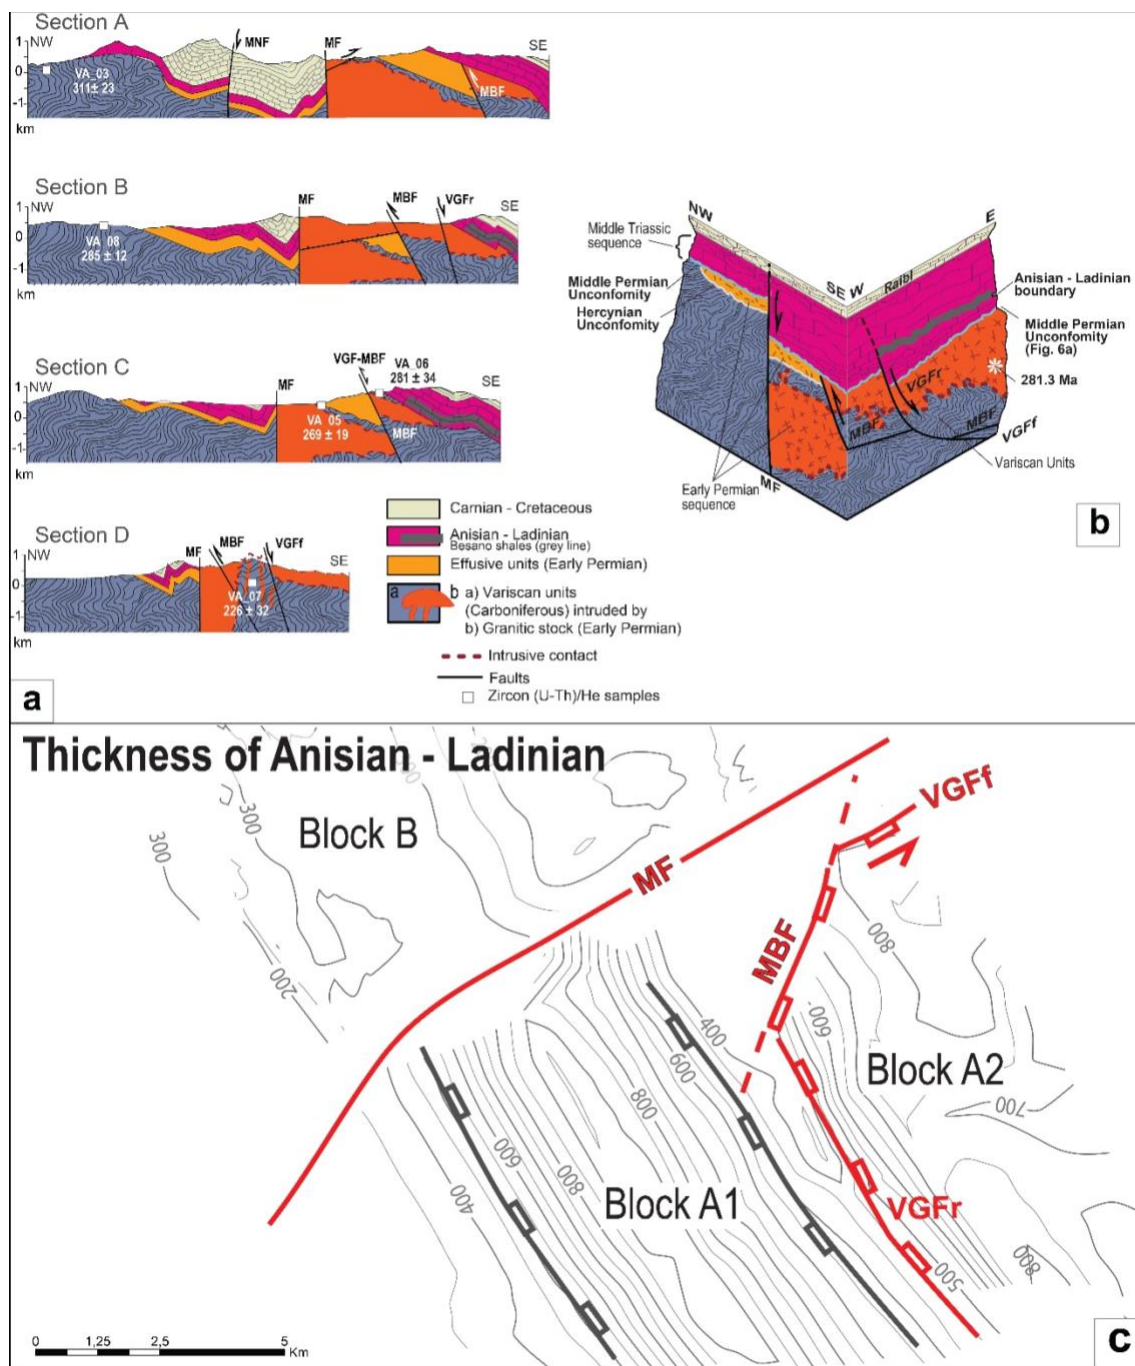 Section A
NW
MNF
MF
SE
1
0
-1
km
VA_03
311± 23
MBF
Section B
NW
MF
MBF
VGFr
SE
1
0
-1
km
VA_08
285 ± 12
Section C
NW
MF
VGF-MBF
VA_06
281 ± 34
SE
1
0
-1
km
VA_05
269 ± 19
MBF
Section D
NW
MF
MBF
VGFf
SE
1
0
-1
km
VA_07
226 ± 32
Carnian - Cretaceous
Anisian - Ladinian
Besano shales (grey line)
Effusive units (Early Permian)
a
b
a) Variscan units
(Carboniferous) intruded by
b) Granitic stock (Early Permian)
Intrusive contact
Faults
Zircon (U-Th)/He samples
a
NW
E
Middle Triassic
sequence
SE
W
Raibl
Middle Permian
Unconformity
Hercynian
Unconfomity
Anisian - Ladinian
boundary
Middle Permian
Unconformity
(Fig. 6a)
281.3 Ma
VGFr
MBF
MBF
VGFf
Variscan Units
Early Permian
sequence
MF
b
Thickness of Anisian - Ladinian
Block B
300
300
200
MF
VGFf
MBF
VGFr
Block A1
Block A2
400
600
800
800
600
400
800
600
700
500
800
0
1,25
2,5
5
Km
c